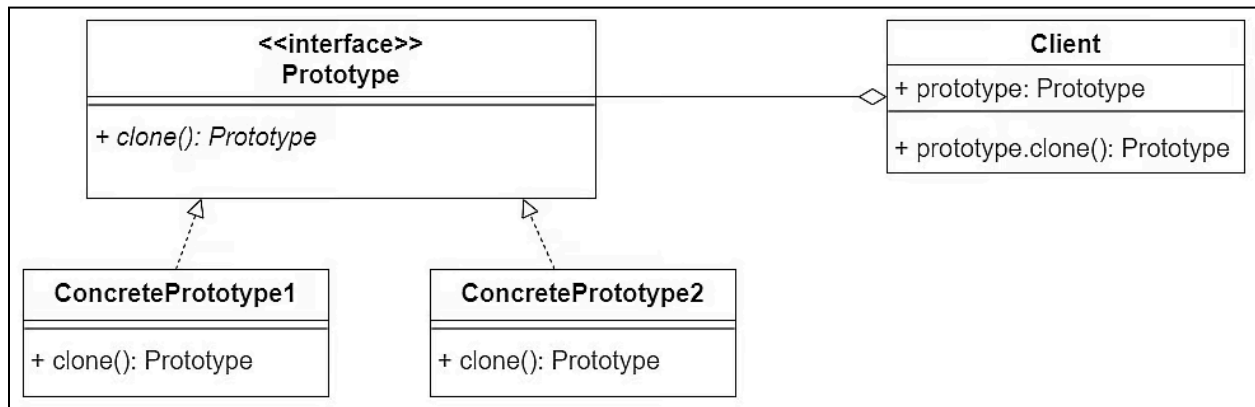 <<interface>>
Prototype
+ clone(): Prototype
Client
+ prototype: Prototype
+ prototype.clone(): Prototype
ConcretePrototype1
+ clone(): Prototype
ConcretePrototype2
+ clone(): Prototype